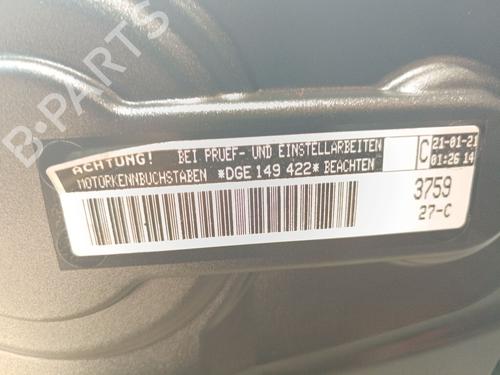 B-PARTS
ACHTUNG! BEI PRUEF- UND EINSTELLARBEITEN
MOTORKENNBUCHSTABEN *DGE 149 422* BEACHTEN
C
21-01-21
01:26 14
3759
27-C